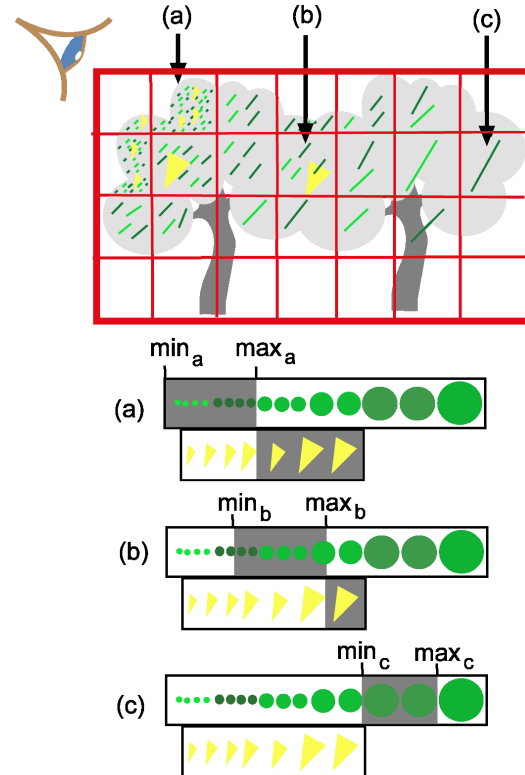 (a) (b) (c)
min_a max_a
(a)
min_b max_b
(b)
min_c max_c
(c)